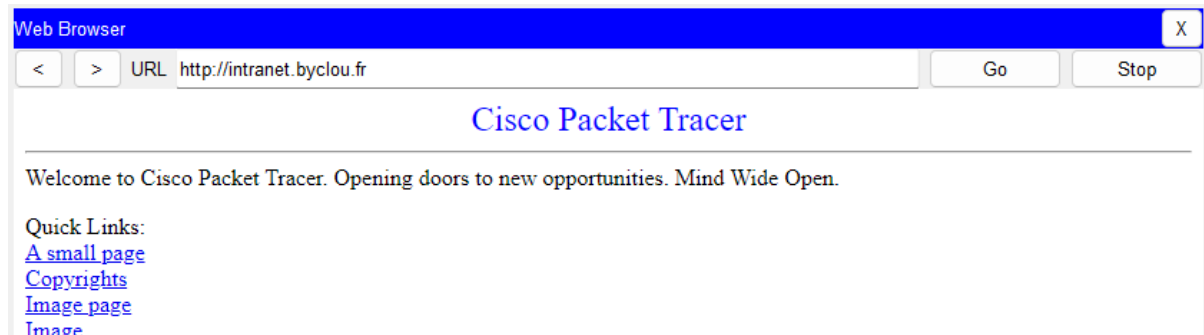 Web Browser X
< > URL http://intranet.byclou.fr Go Stop
Cisco Packet Tracer
Welcome to Cisco Packet Tracer. Opening doors to new opportunities. Mind Wide Open.
Quick Links:
A small page
Copyrights
Image page
Image